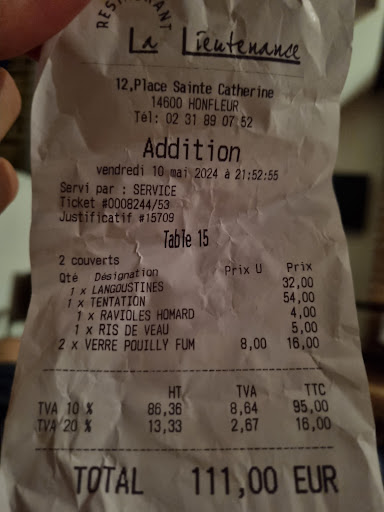 RESTAURANT
La Lieutenance
12,Place Sainte Catherine
14600 HONFLEUR
Tél: 02 31 89 07 52
Addition
vendredi 10 mai 2024 à 21:52:55
Servi par : SERVICE
Ticket #0008244/53
Justificatif #15709
Table 15
2 couverts
Qté Désignation Prix U Prix
1 x LANGOUSTINES 32,00
1 x TENTATION 54,00
1 x RAVIOLES HOMARD 4,00
1 x RIS DE VEAU 5,00
2 x VERRE POUILLY FUM 8,00 16,00
HT TVA TTC
TVA 10 % 86,36 8,64 95,00
TVA 20 % 13,33 2,67 16,00
TOTAL 111,00 EUR